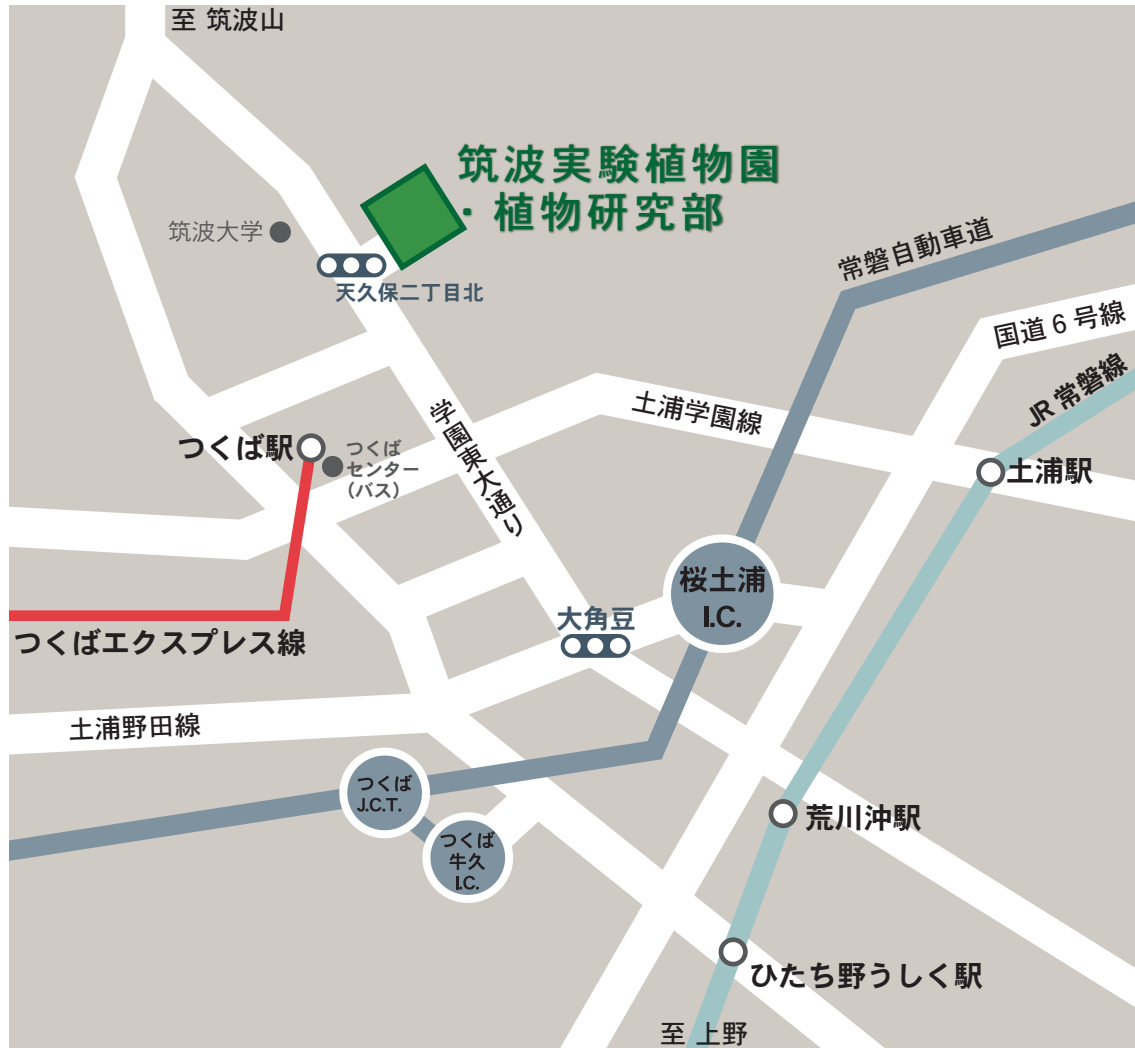 至 筑波山
筑波実験植物園
・植物研究部
筑波大学
天久保二丁目北
常磐自動車道
国道6号線
JR常磐線
土浦学園線
学園東大通り
つくば駅
つくば
センター
(バス)
土浦駅
桜土浦
I.C.
大角豆
つくばエクスプレス線
土浦野田線
つくば
J.C.T.
つくば
牛久
I.C.
荒川沖駅
ひたち野うしく駅
至 上野